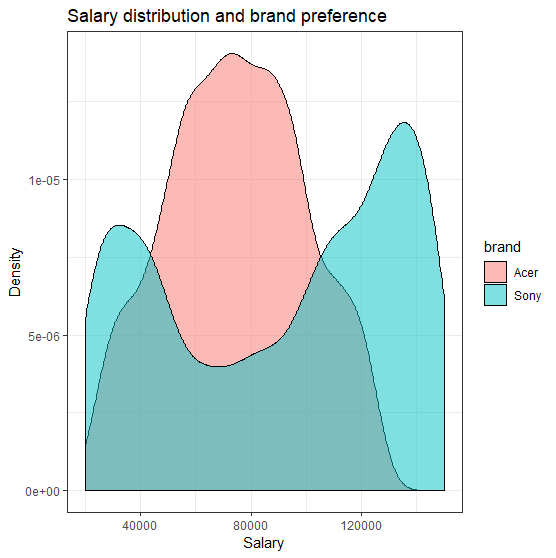 Salary distribution and brand preference
Density
1e-05
5e-06
0e+00
40000
80000
120000
Salary
brand
Acer
Sony